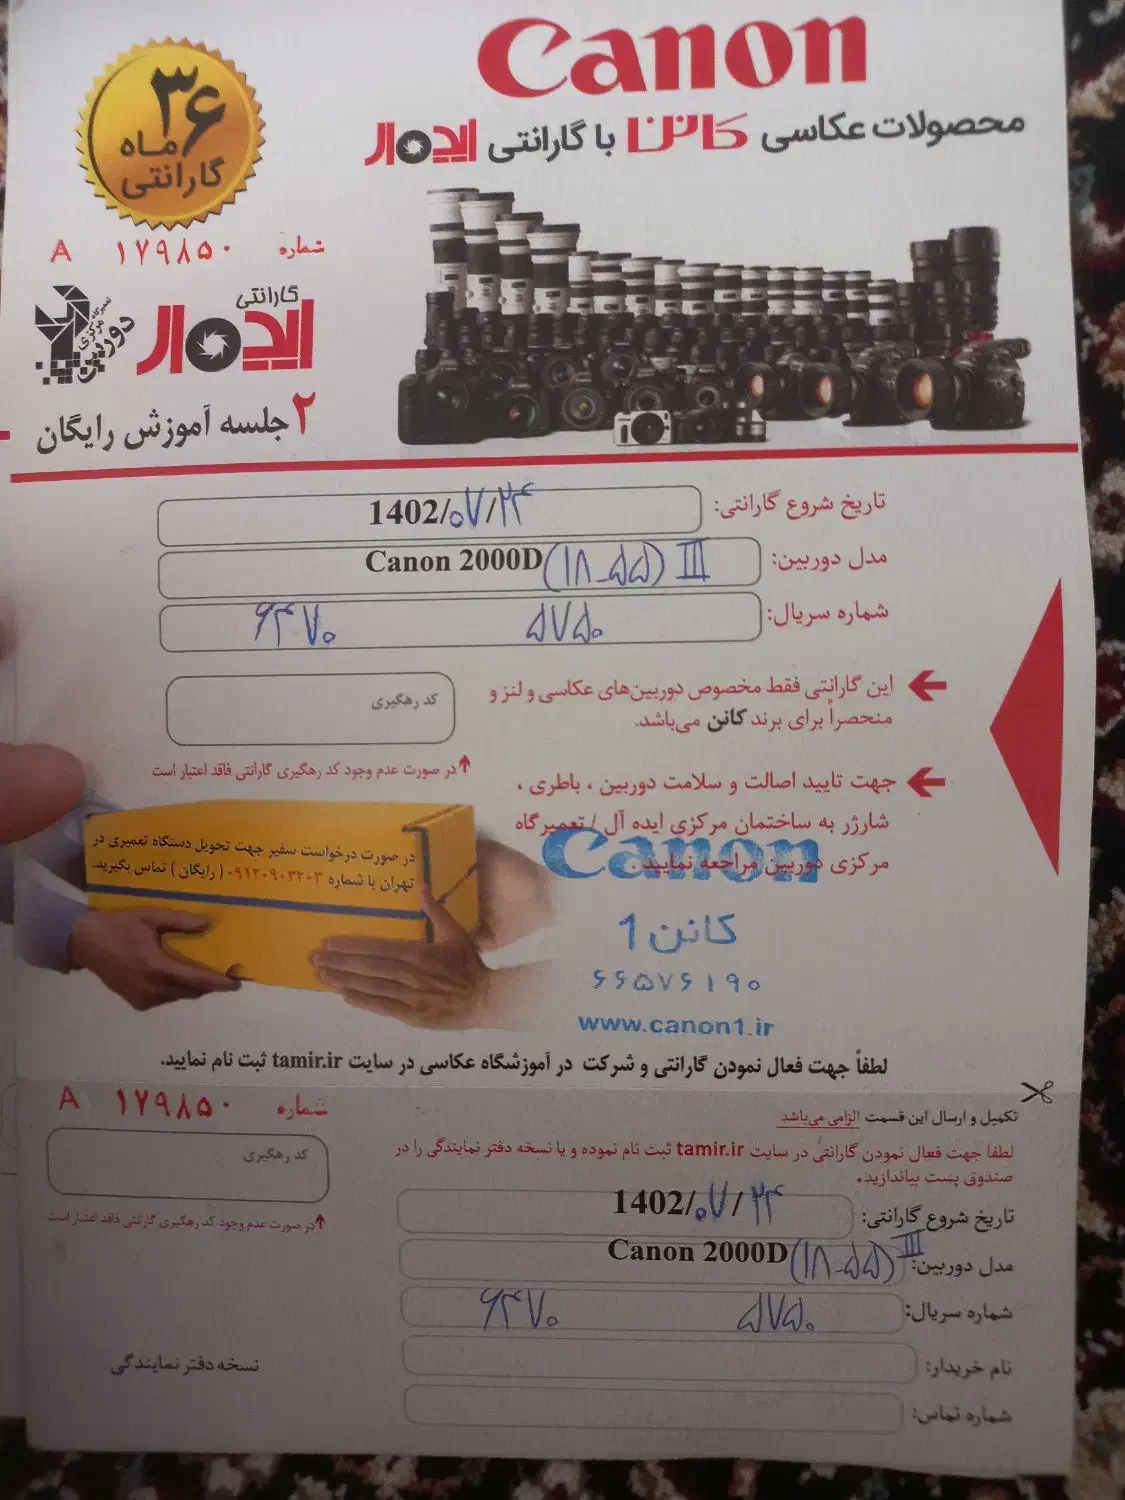 Canon
محصولات عکاسی کانن با گارانتی ایده‌آل
۳۶
ماه
گارانتی
شماره ۱۷۹۸۵۰ A
گارانتی
ایده‌آل
تعمیرگاه مرکزی دوربین
۲ جلسه آموزش رایگان
تاریخ شروع گارانتی: 1402/۰۷/۲۴
مدل دوربین: Canon 2000D (۱۸-۵۵) III
شماره سریال: ۵۷۵۰ ۶۴۷۰
این گارانتی فقط مخصوص دوربین‌های عکاسی و لنز و
منحصراً برای برند کانن می‌باشد.
کد رهگیری
در صورت عدم وجود کد رهگیری گارانتی فاقد اعتبار است
جهت تایید اصالت و سلامت دوربین ، باطری ،
شارژر به ساختمان مرکزی ایده آل / تعمیرگاه
مرکزی دوربین مراجعه نمایید .
در صورت درخواست سفیر جهت تحویل دستگاه تعمیری در
تهران با شماره ۰۹۱۲۰۹۰۳۲۰۳ ( رایگان ) تماس بگیرید.
Canon
کانن 1
۶۶۵۷۶۱۹۰
www.canon1.ir
لطفاً جهت فعال نمودن گارانتی و شرکت در آموزشگاه عکاسی در سایت tamir.ir ثبت نام نمایید.
شماره ۱۷۹۸۵۰ A
کد رهگیری
در صورت عدم وجود کد رهگیری گارانتی فاقد اعتبار است
تکمیل و ارسال این قسمت الزامی می‌باشد
لطفا جهت فعال نمودن گارانتی در سایت tamir.ir ثبت نام نموده و یا نسخه دفتر نمایندگی را در
صندوق پست بیاندازید.
تاریخ شروع گارانتی: 1402/۰۷/۲۴
مدل دوربین: Canon 2000D (۱۸-۵۵) III
شماره سریال: ۵۷۵۰ ۶۴۷۰
نام خریدار:
شماره تماس:
نسخه دفتر نمایندگی